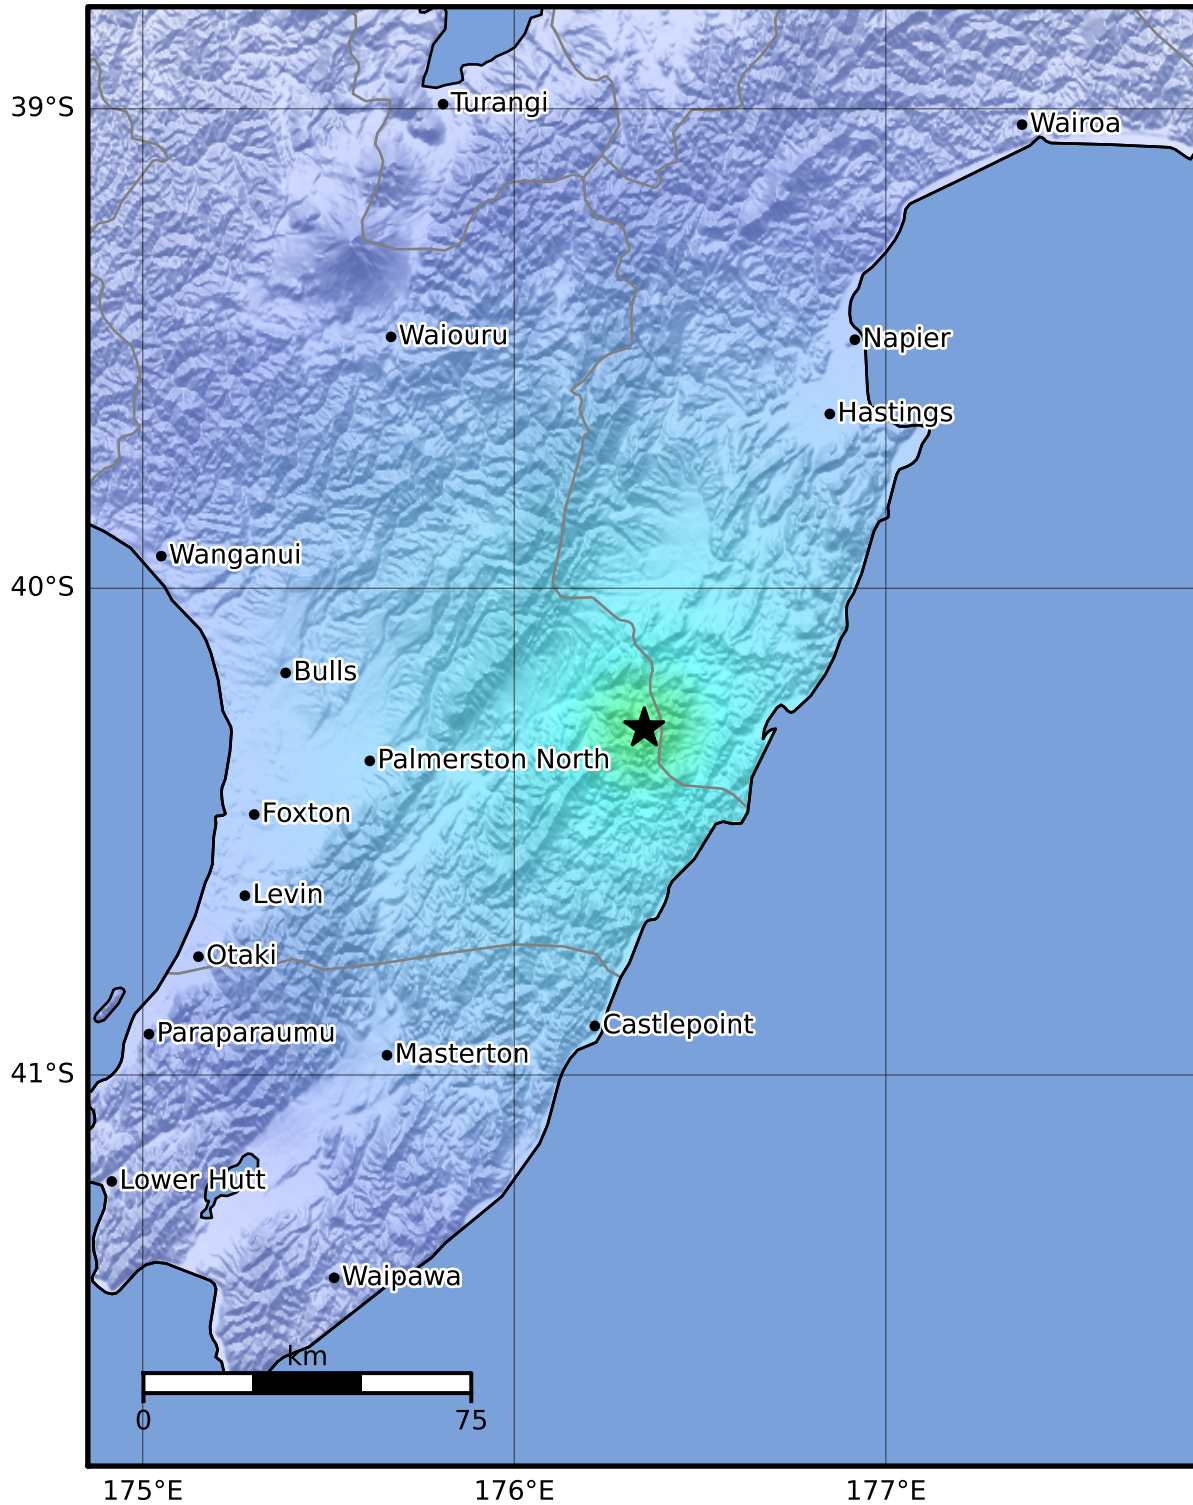 39°S
Turangi
Wairoa
Waiouru
Napier
Hastings
Wanganui
40°S
Bulls
Palmerston North
Foxton
Levin
Otaki
Castlepoint
Paraparaumu
Masterton
41°S
Lower Hutt
Waipawa
km
0 75
175°E 176°E 177°E